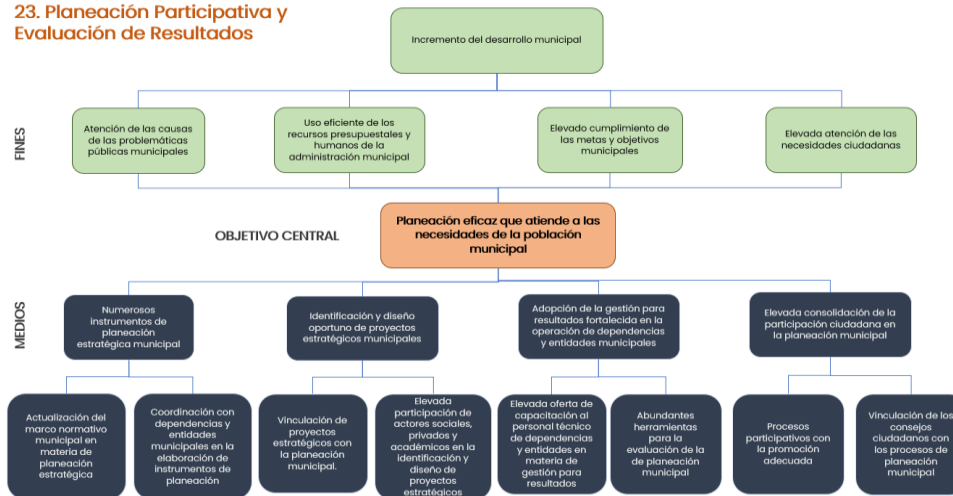 23. Planeación Participativa y
Evaluación de Resultados
Incremento del desarrollo municipal
FINES
Atención de las causas
de las problemáticas
públicas municipales
Uso eficiente de los
recursos presupuestales y
humanos de la
administración municipal
Elevado cumplimiento de
las metas y objetivos
municipales
Elevada atención de las
necesidades ciudadanas
OBJETIVO CENTRAL
Planeación eficaz que atiende a las
necesidades de la población
municipal
MEDIOS
Numerosos
instrumentos de
planeación
estratégica municipal
Identificación y diseño
oportuno de proyectos
estratégicos municipales
Adopción de la gestión para
resultados fortalecida en la
operación de dependencias
y entidades municipales
Elevada consolidación de la
participación ciudadana en
la planeación municipal
Actualización del
marco normativo
municipal en
materia de
planeación
estratégica
Coordinación con
dependencias y
entidades
municipales en la
elaboración de
instrumentos de
planeación
Vinculación de
proyectos
estratégicos con
la planeación
municipal.
Elevada
participación de
actores sociales,
privados y
académicos en la
identificación y
diseño de
proyectos
estratégicos
Elevada oferta de
capacitación al
personal técnico
de dependencias
y entidades en
materia de
gestión para
resultados
Abundantes
herramientas
para la
evaluación de la
de planeación
municipal
Procesos
participativos con
la promoción
adecuada
Vinculación de los
consejos
ciudadanos con
los procesos de
planeación
municipal